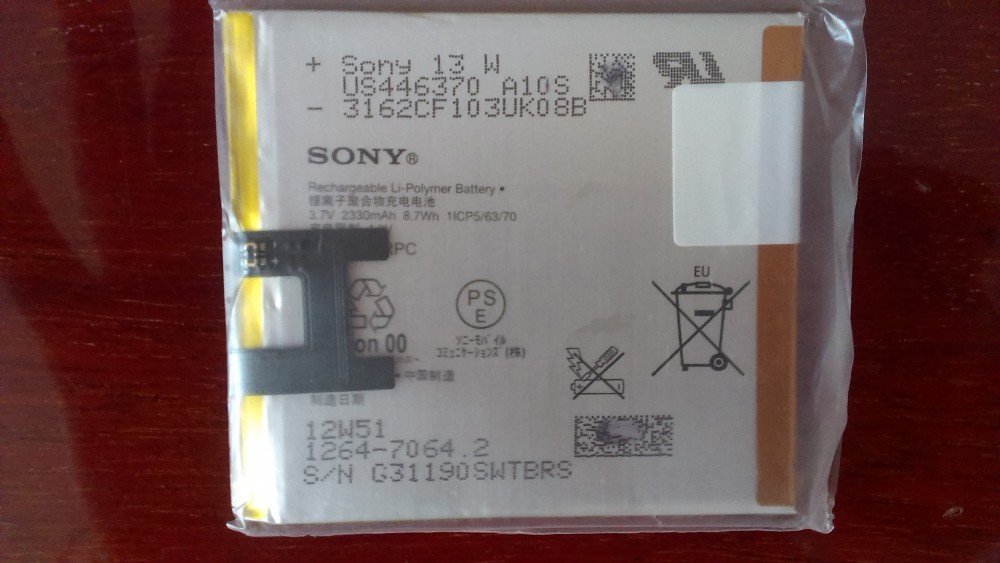 + Sony 13 W
US446370 A10S
- 3162CF103UK08B
SONY®
Rechargeable Li-Polymer Battery •
锂离子聚合物充电电池
3.7V 2330mAh 8.7Wh 1ICP5/63/70
RPC
PS
E
EU
ion 00
ソニーモバイル
コミュニケーションズ(株)
中国制造
制造日期
12W51
1264-7064.2
S/N G31190SWTBRS